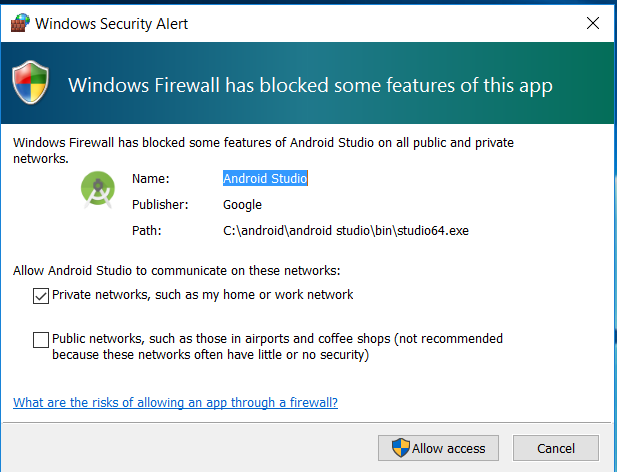 Windows Security Alert
Windows Firewall has blocked some features of this app
Windows Firewall has blocked some features of Android Studio on all public and private
networks.
Name: Android Studio
Publisher: Google
Path: C:\android\android studio\bin\studio64.exe
Allow Android Studio to communicate on these networks:
Private networks, such as my home or work network
Public networks, such as those in airports and coffee shops (not recommended
because these networks often have little or no security)
What are the risks of allowing an app through a firewall?
Allow access Cancel